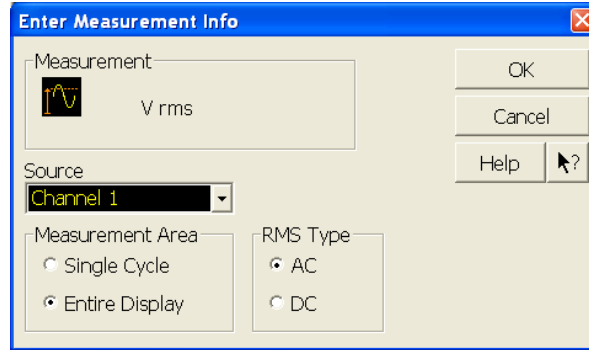 Enter Measurement Info
Measurement
V rms
OK
Cancel
Help
?
Source
Channel 1
Measurement Area
Single Cycle
Entire Display
RMS Type
AC
DC